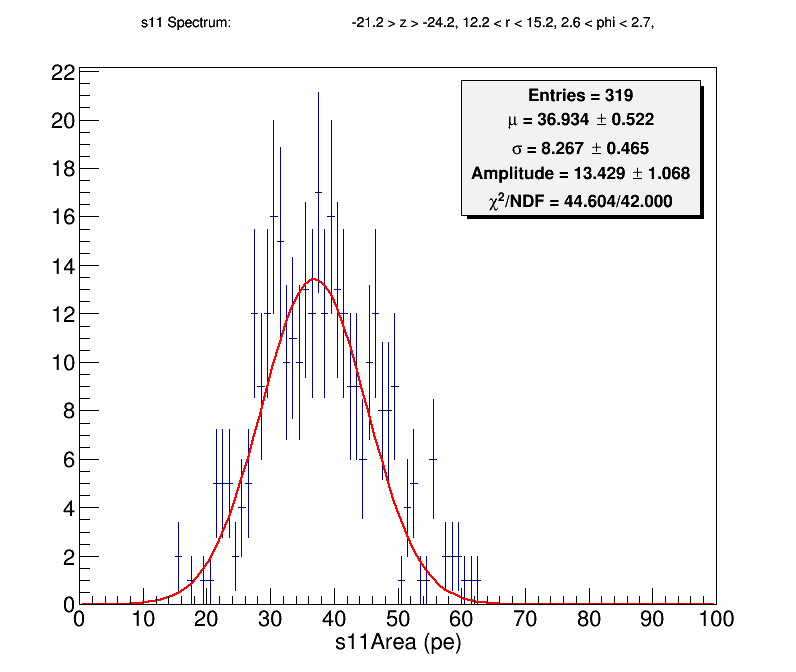 s11 Spectrum: -21.2 > z > -24.2, 12.2 < r < 15.2, 2.6 < phi < 2.7,
Entries = 319
μ = 36.934 ± 0.522
σ = 8.267 ± 0.465
Amplitude = 13.429 ± 1.068
χ²/NDF = 44.604/42.000
22
20
18
16
14
12
10
8
6
4
2
0
0 10 20 30 40 50 60 70 80 90 100
s11Area (pe)